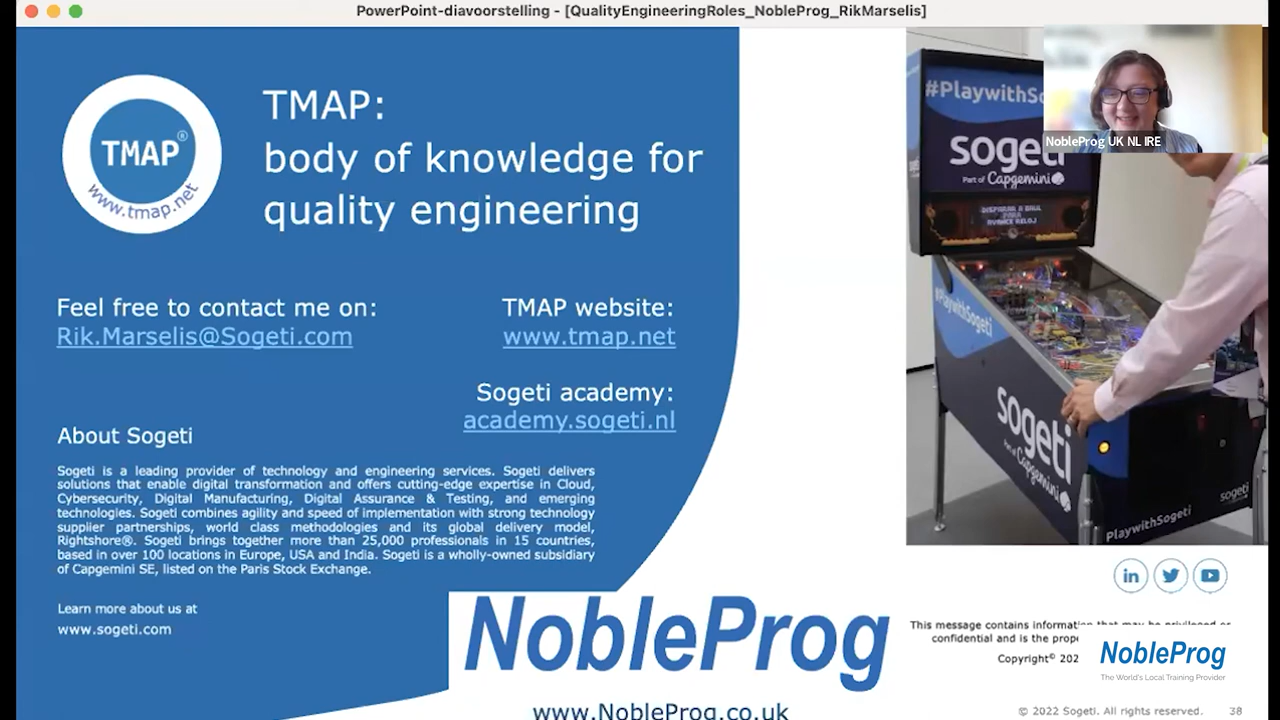 PowerPoint-diavoorstelling - [QualityEngineeringRoles_NobleProg_RikMarselis]
TMAP®
www.tmap.net
TMAP:
body of knowledge for
quality engineering
Feel free to contact me on:
Rik.Marselis@Sogeti.com
TMAP website:
www.tmap.net
Sogeti academy:
academy.sogeti.nl
About Sogeti
Sogeti is a leading provider of technology and engineering services. Sogeti delivers
solutions that enable digital transformation and offers cutting-edge expertise in Cloud,
Cybersecurity, Digital Manufacturing, Digital Assurance & Testing, and emerging
technologies. Sogeti combines agility and speed of implementation with strong technology
supplier partnerships, world class methodologies and its global delivery model,
Rightshore®. Sogeti brings together more than 25,000 professionals in 15 countries,
based in over 100 locations in Europe, USA and India. Sogeti is a wholly-owned subsidiary
of Capgemini SE, listed on the Paris Stock Exchange.
Learn more about us at
www.sogeti.com
NobleProg
www.NobleProg.co.uk
#PlaywithSo
sogeti
Part of Capgemini
NobleProg UK NL IRE
#PlaywithSogeti
sogeti
Part of Capgemini
sogeti
PlaywithSogeti
in
This message contains information that may be privileged or
confidential and is the prope
Copyright© 202
NobleProg
The World's Local Training Provider
© 2022 Sogeti. All rights reserved.
38